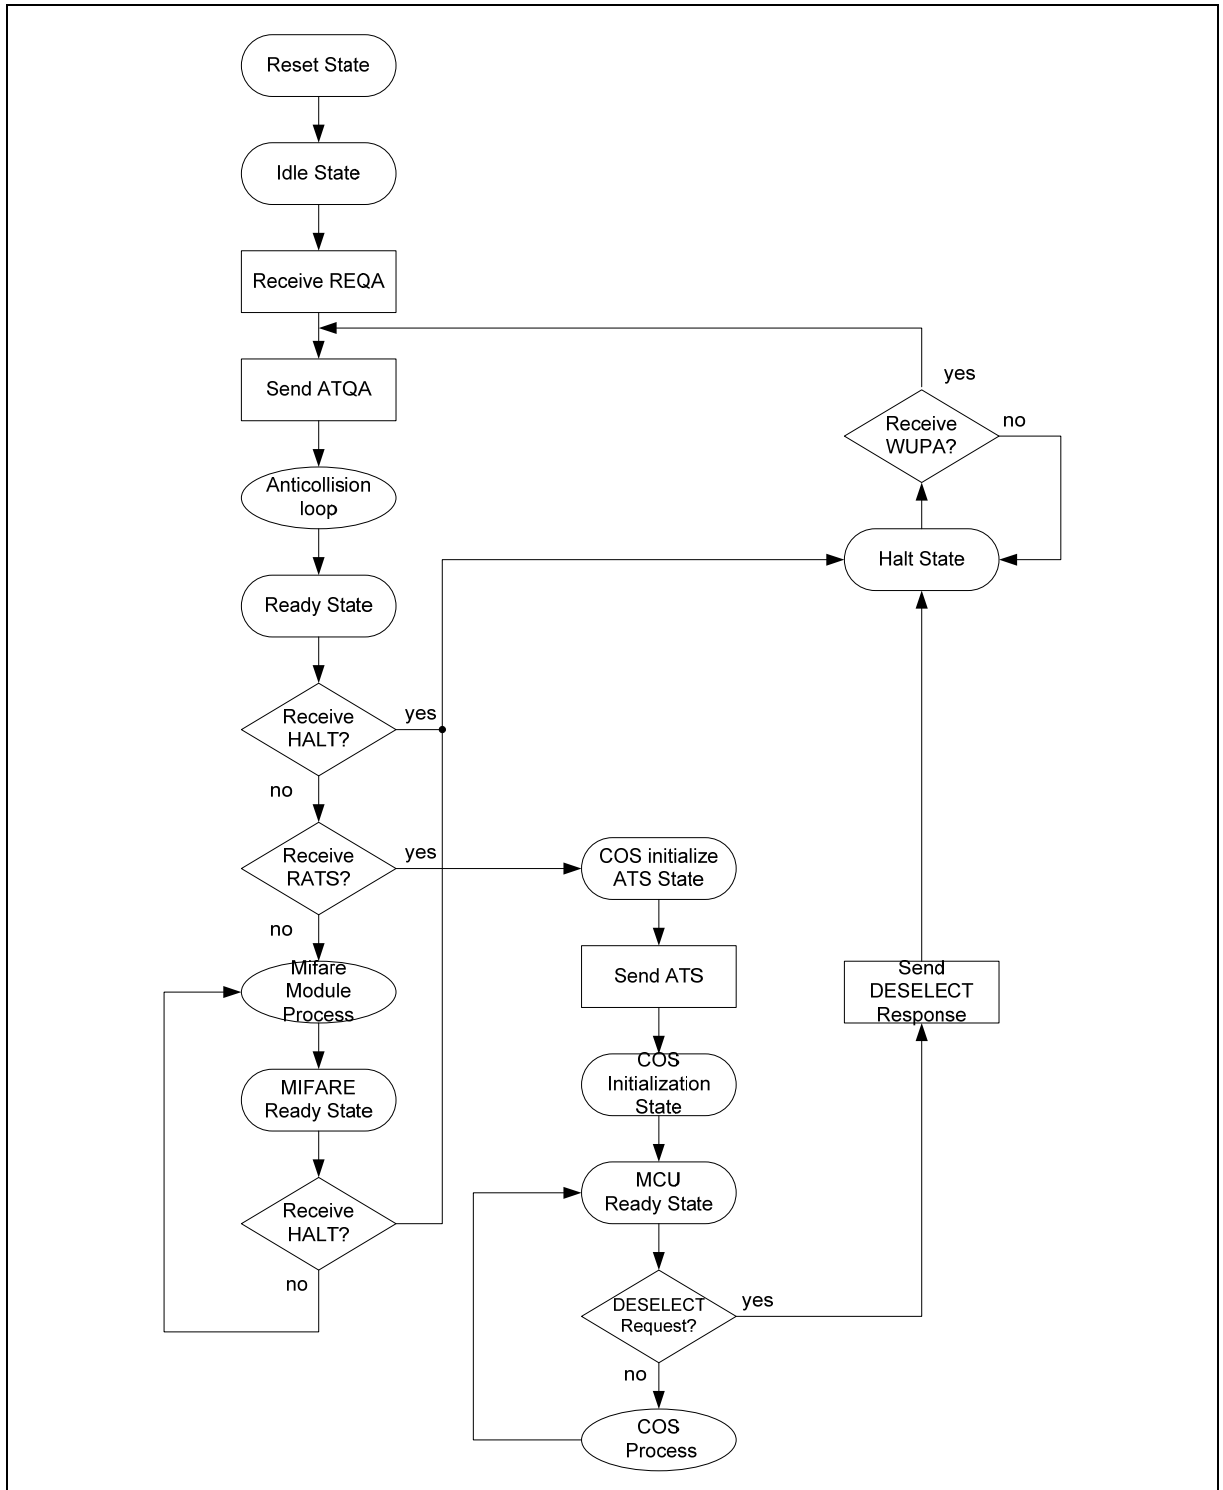 Reset State
Idle State
Receive REQA
Send ATQA
yes
Receive
WUPA?
no
Anticollision
loop
Halt State
Ready State
Receive
HALT?
yes
no
Receive
RATS?
yes
COS initialize
ATS State
no
Mifare
Module
Process
Send ATS
Send
DESELECT
Response
MIFARE
Ready State
COS
Initialization
State
Receive
HALT?
no
MCU
Ready State
DESELECT
Request?
yes
no
COS
Process